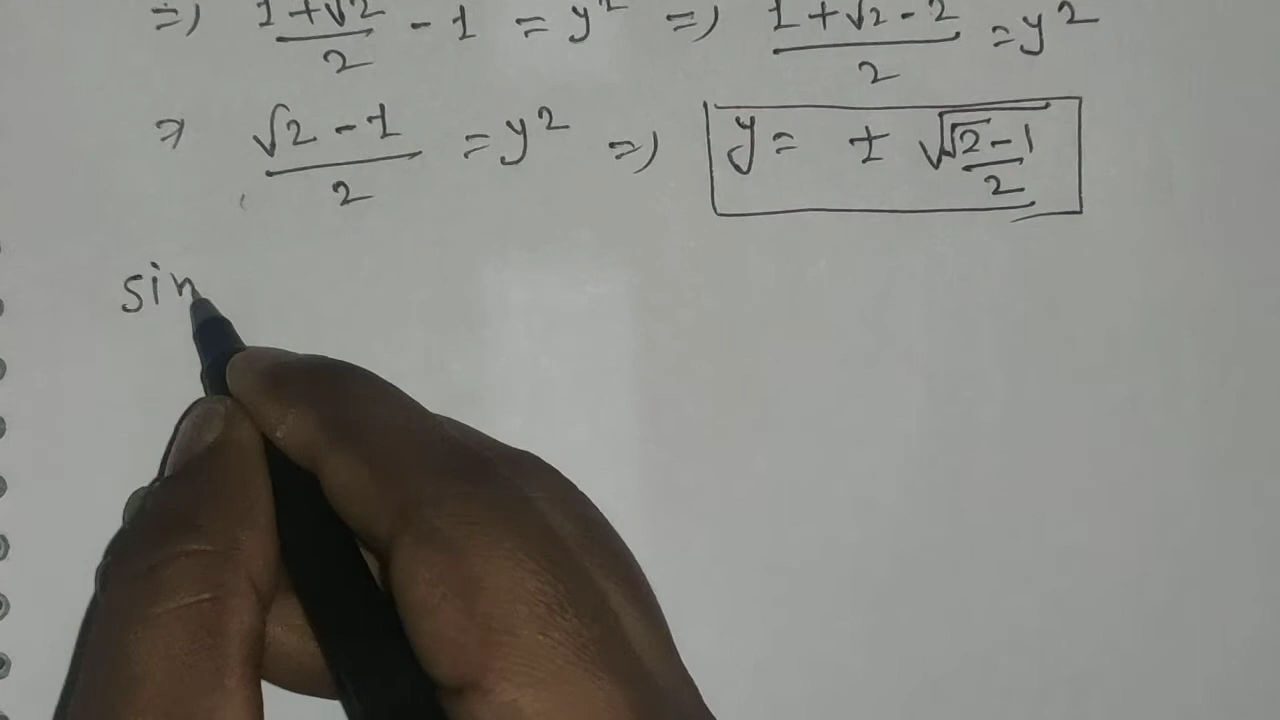 ⇒ (1+√2)/2 - 1 = y² ⇒ (1+√2-2)/2 = y²
⇒ (√2-1)/2 = y² ⇒ y = ± √((√2-1)/2)
sin